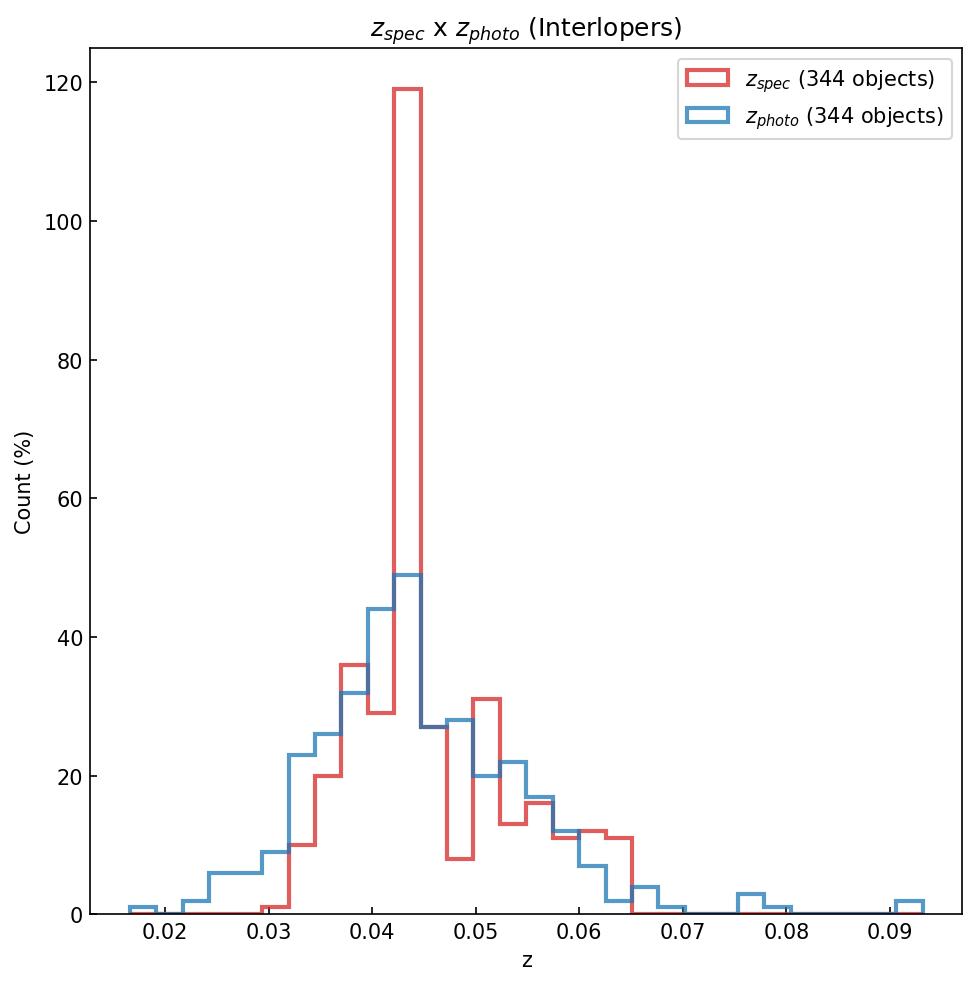 z_spec x z_photo (Interlopers)
z_spec (344 objects)
z_photo (344 objects)
Count (%)
120
100
80
60
40
20
0
0.02 0.03 0.04 0.05 0.06 0.07 0.08 0.09
z